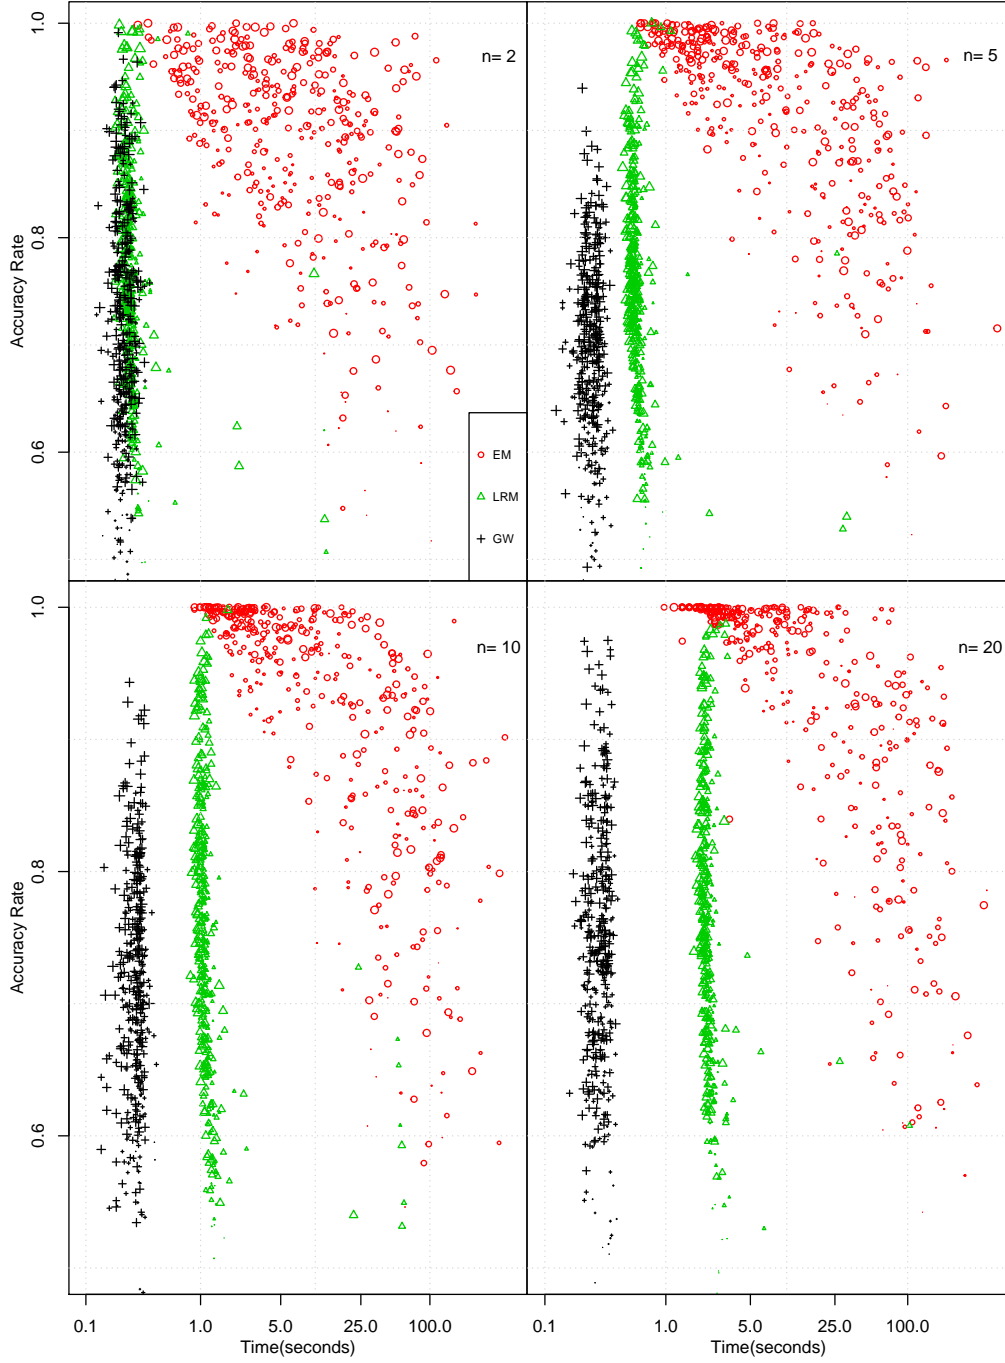 n= 2
n= 5
1.0
0.8
0.6
Accuracy Rate
EM
LRM
GW
n= 10
n= 20
1.0
0.8
0.6
Accuracy Rate
0.1 1.0 5.0 25.0 100.0
0.1 1.0 5.0 25.0 100.0
Time(seconds)
Time(seconds)